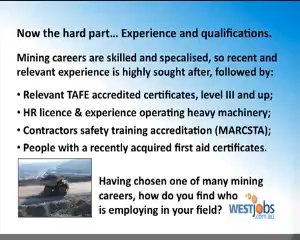 Now the hard part... Experience and qualifications.
Mining careers are skilled and specalised, so recent and
relevant experience is highly sought after, followed by:
• Relevant TAFE accredited certificates, level III and up;
• HR licence & experience operating heavy machinery;
• Contractors safety training accreditation (MARCSTA);
• People with a recently acquired first aid certificates.
Having chosen one of many mining
careers, how do you find who
is employing in your field?
WESTJobs
.com.au